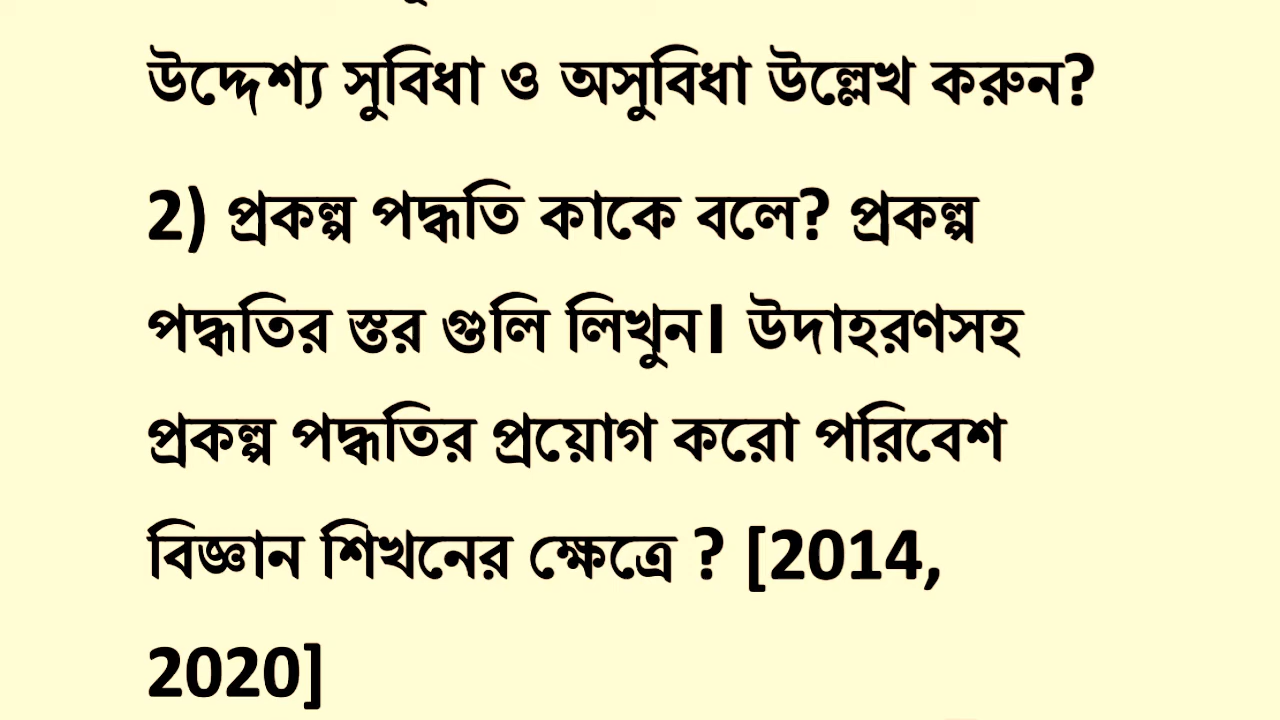 উদ্দেশ্য সুবিধা ও অসুবিধা উল্লেখ করুন?
2) প্রকল্প পদ্ধতি কাকে বলে? প্রকল্প
পদ্ধতির স্তর গুলি লিখুন। উদাহরণসহ
প্রকল্প পদ্ধতির প্রয়োগ করো পরিবেশ
বিজ্ঞান শিখনের ক্ষেত্রে ? [2014,
2020]